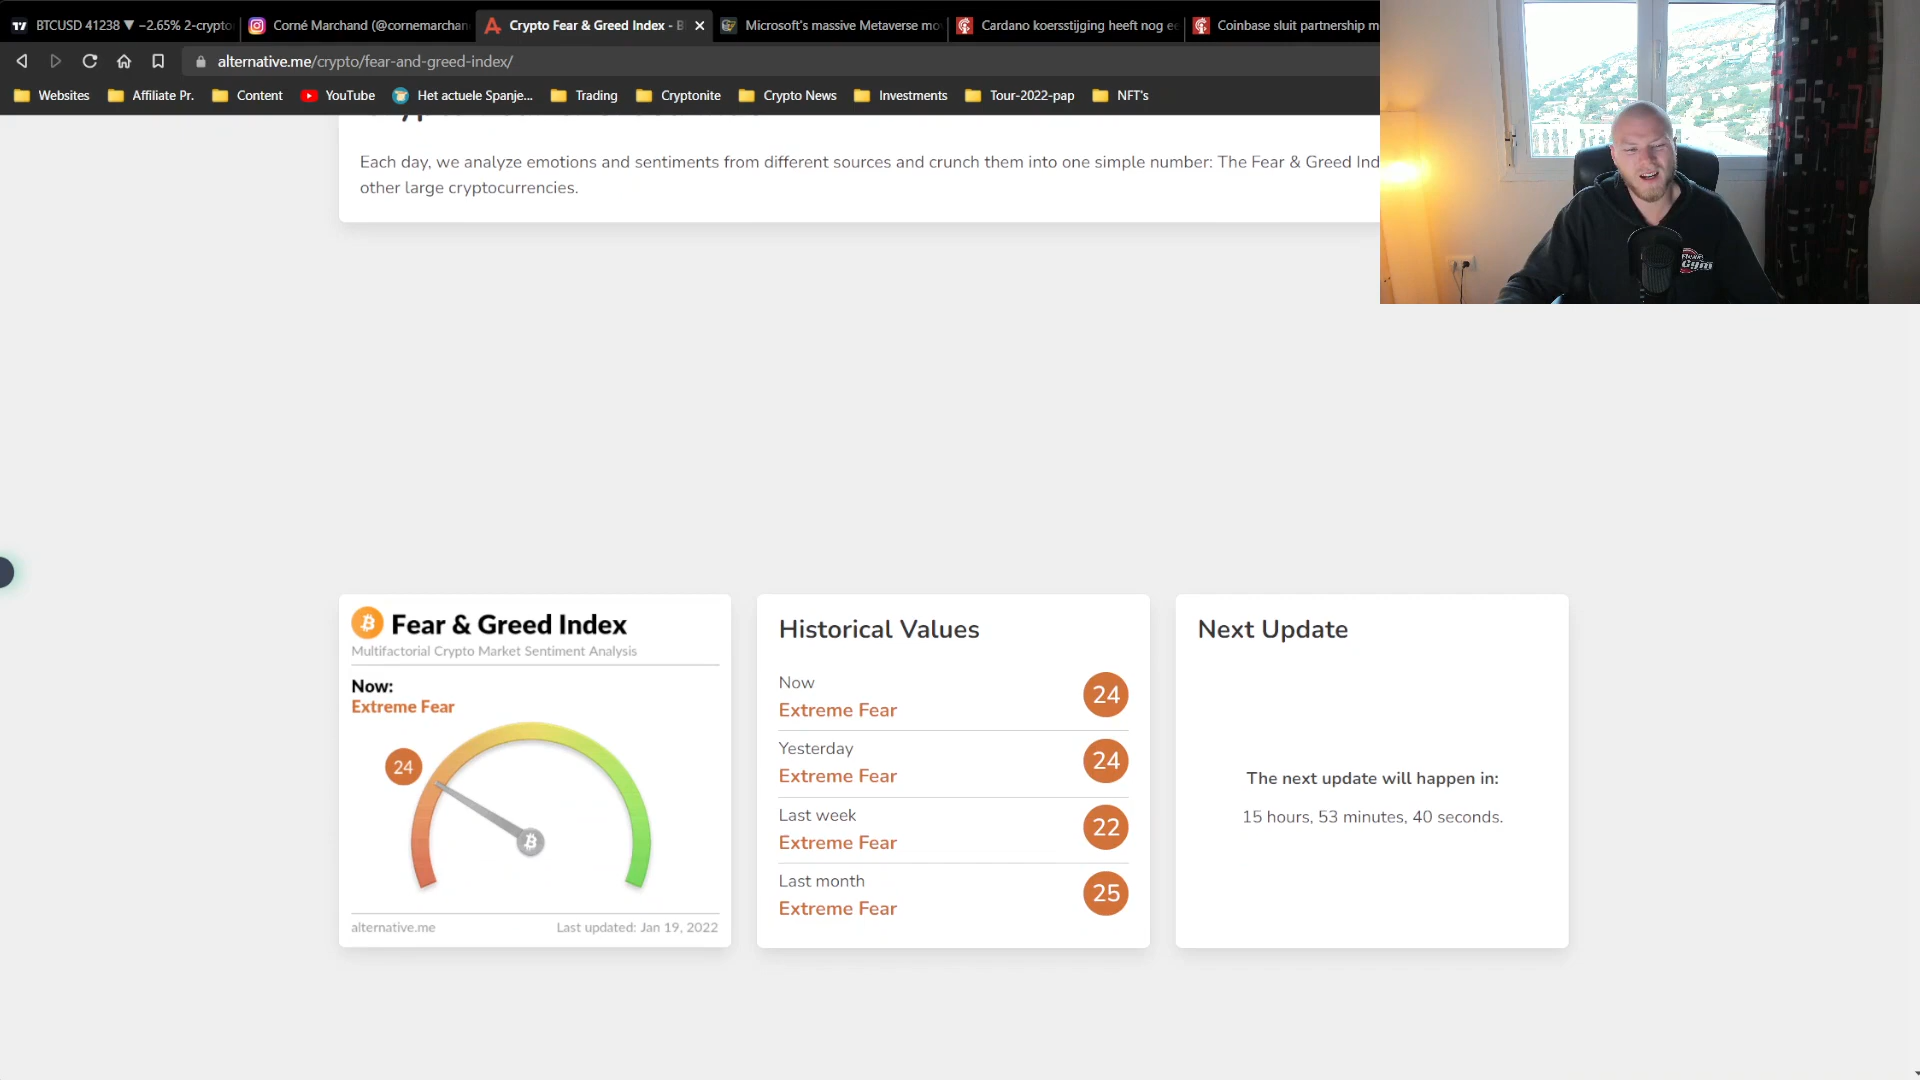 BTCUSD 41238 ▼ −2.65% 2-crypto
Corné Marchand (@cornemarchan
Crypto Fear & Greed Index - B
Microsoft's massive Metaverse mo
Cardano koersstijging heeft nog e
Coinbase sluit partnership m
alternative.me/crypto/fear-and-greed-index/
Websites
Affiliate Pr.
Content
YouTube
Het actuele Spanje...
Trading
Cryptonite
Crypto News
Investments
Tour-2022-pap
NFT's
Each day, we analyze emotions and sentiments from different sources and crunch them into one simple number: The Fear & Greed Ind
other large cryptocurrencies.
Fear & Greed Index
Multifactorial Crypto Market Sentiment Analysis
Now:
Extreme Fear
24
alternative.me
Last updated: Jan 19, 2022
Historical Values
Now
Extreme Fear
24
Yesterday
Extreme Fear
24
Last week
Extreme Fear
22
Last month
Extreme Fear
25
Next Update
The next update will happen in:
15 hours, 53 minutes, 40 seconds.
Gym